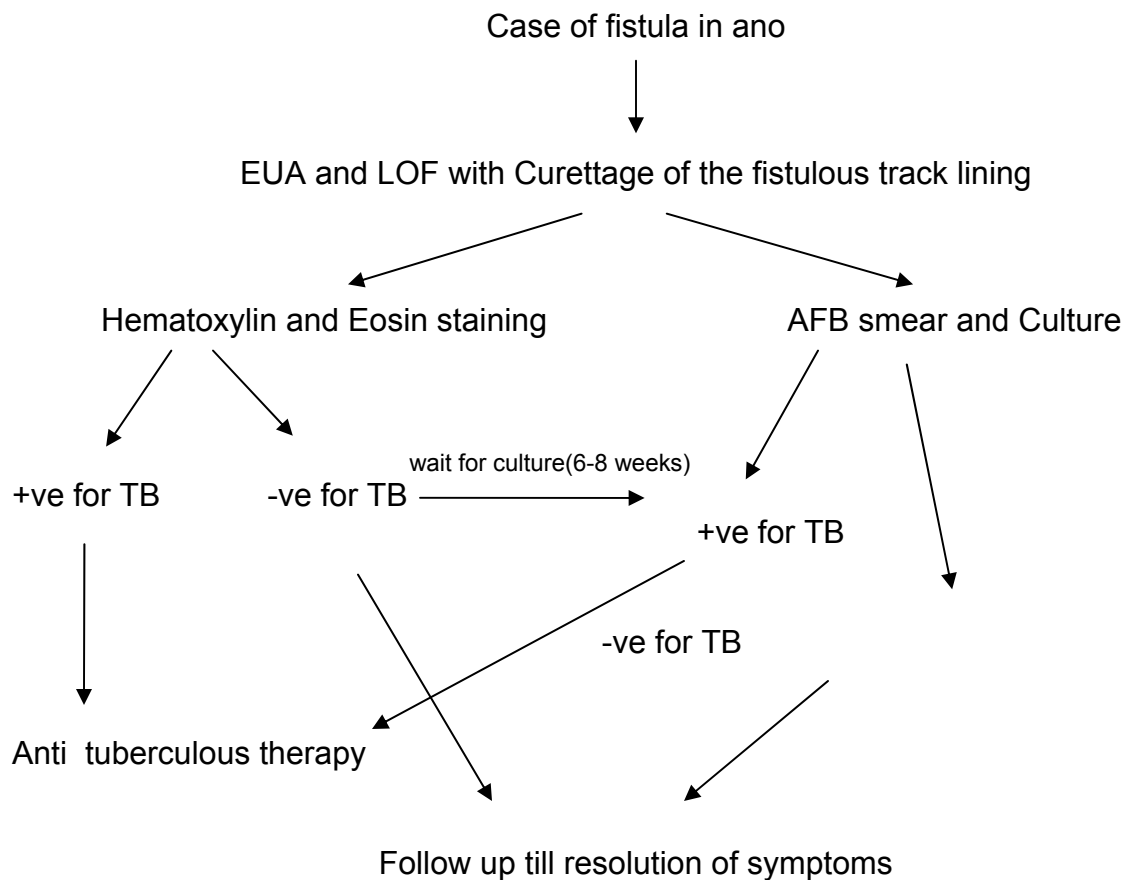 Case of fistula in ano
EUA and LOF with Curettage of the fistulous track lining
Hematoxylin and Eosin staining
AFB smear and Culture
wait for culture(6-8 weeks)
+ve for TB
-ve for TB
+ve for TB
-ve for TB
Anti tuberculous therapy
Follow up till resolution of symptoms